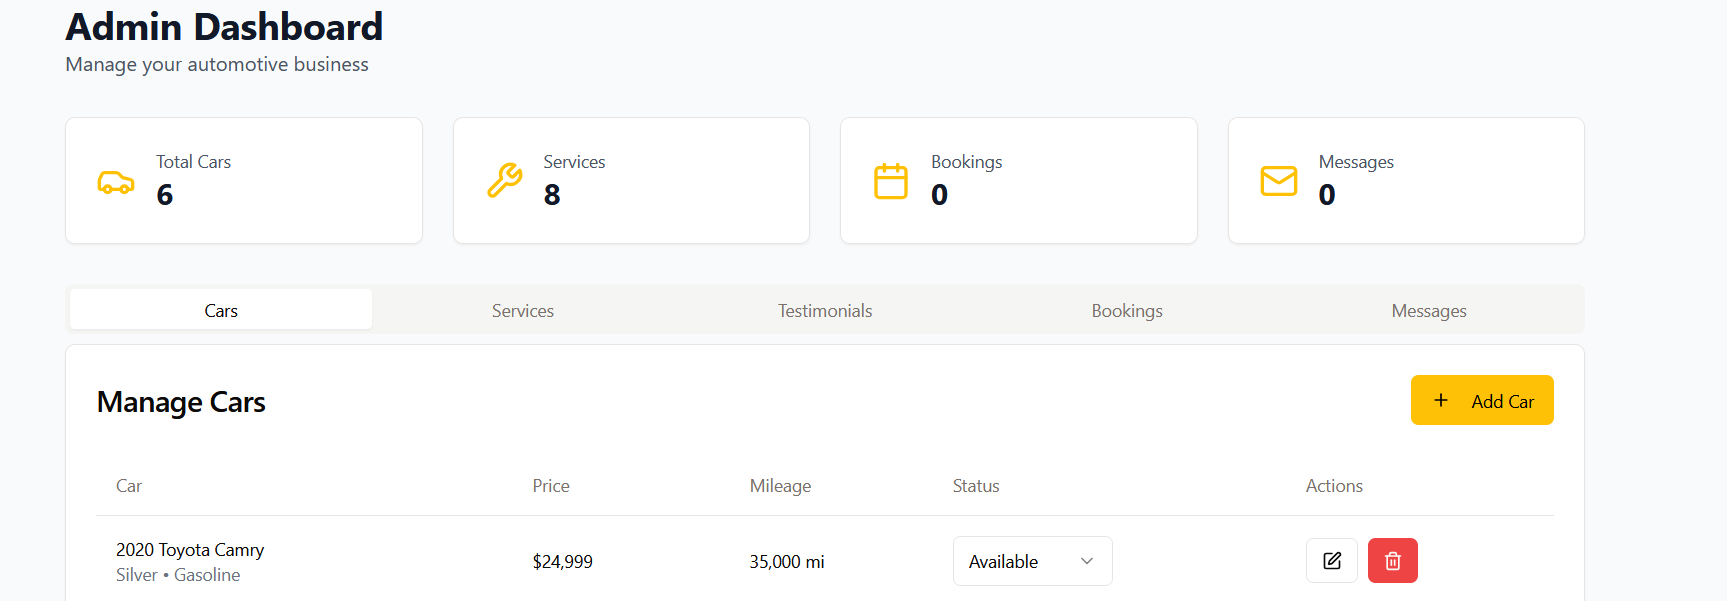 Admin Dashboard
Manage your automotive business
Total Cars
6
Services
8
Bookings
0
Messages
0
Cars Services Testimonials Bookings Messages
Manage Cars
+ Add Car
Car Price Mileage Status Actions
2020 Toyota Camry
Silver • Gasoline
$24,999 35,000 mi Available